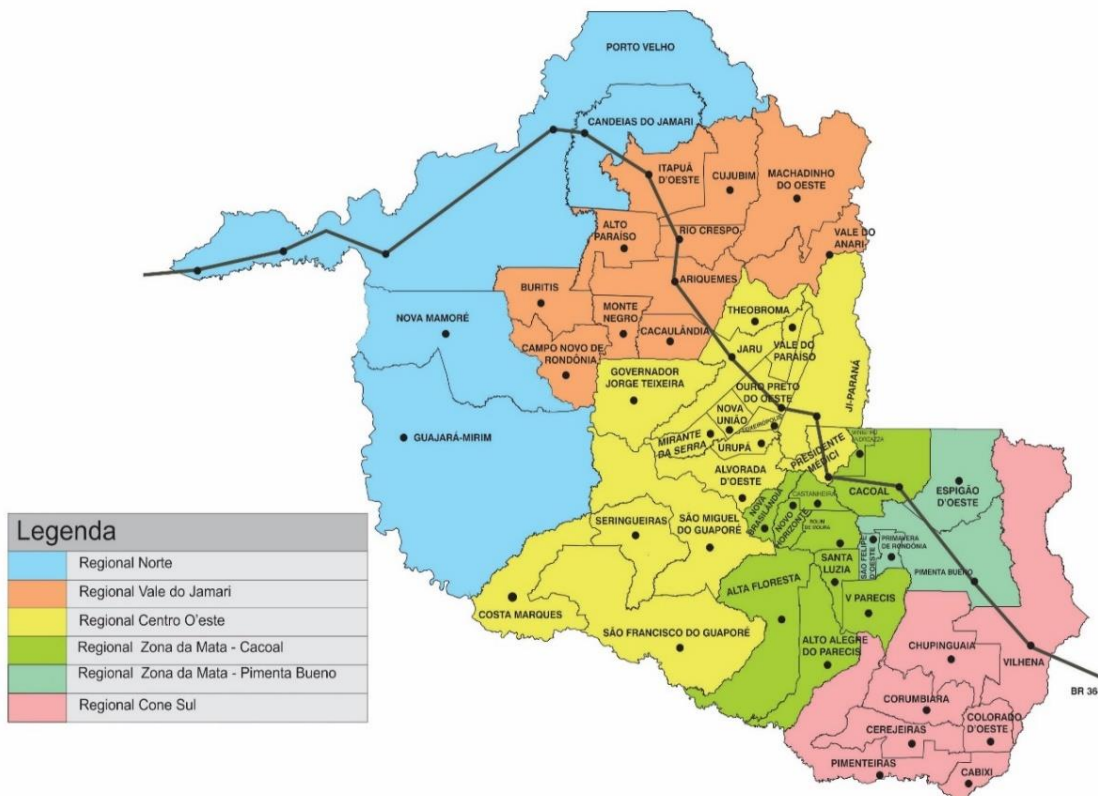 PORTO VELHO
CANDEIAS DO JAMARI
ITAPUÃ
D'OESTE
CUJUBIM
MACHADINHO
DO OESTE
ALTO
PARAÍSO
RIO CRESPO
VALE DO
ANARI
ARIQUEMES
BURITIS
MONTE
NEGRO
CACAULÂNDIA
CAMPO NOVO DE
RONDÔNIA
NOVA MAMORÉ
THEOBROMA
JARU
VALE DO
PARAÍSO
GOVERNADOR
JORGE TEIXEIRA
OURO PRETO
DO OESTE
JI-PARANÁ
NOVA
UNIÃO
MIRANTE
DA SERRA
URUPÁ
GUAJARÁ-MIRIM
PRESIDENTE
MÉDICI
ALVORADA
D'OESTE
CACOAL
ESPIGÃO
D'OESTE
NOVA
BRASILÂNDIA
CASTANHEIRA
NOVO
HORIZONTE
SERINGUEIRAS
SÃO MIGUEL
DO GUAPORÉ
SÃO FELIPE
D'OESTE
PRIMAVERA
DE RONDÔNIA
SANTA
LUZIA
PIMENTA BUENO
ALTA FLORESTA
V PARECIS
COSTA MARQUES
SÃO FRANCISCO DO GUAPORÉ
ALTO ALEGRE
DO PARECIS
CHUPINGUAIA
VILHENA
BR 36
CORUMBIARA
COLORADO
D'OESTE
CEREJEIRAS
PIMENTEIRAS
CABIXI
Legenda
Regional Norte
Regional Vale do Jamari
Regional Centro O'este
Regional Zona da Mata - Cacoal
Regional Zona da Mata - Pimenta Bueno
Regional Cone Sul